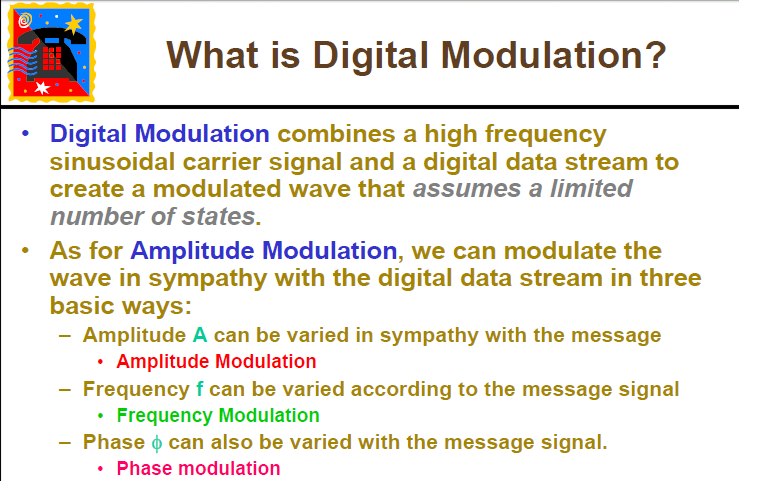 What is Digital Modulation?
• Digital Modulation combines a high frequency
sinusoidal carrier signal and a digital data stream to
create a modulated wave that assumes a limited
number of states.
• As for Amplitude Modulation, we can modulate the
wave in sympathy with the digital data stream in three
basic ways:
– Amplitude A can be varied in sympathy with the message
• Amplitude Modulation
– Frequency f can be varied according to the message signal
• Frequency Modulation
– Phase ϕ can also be varied with the message signal.
• Phase modulation